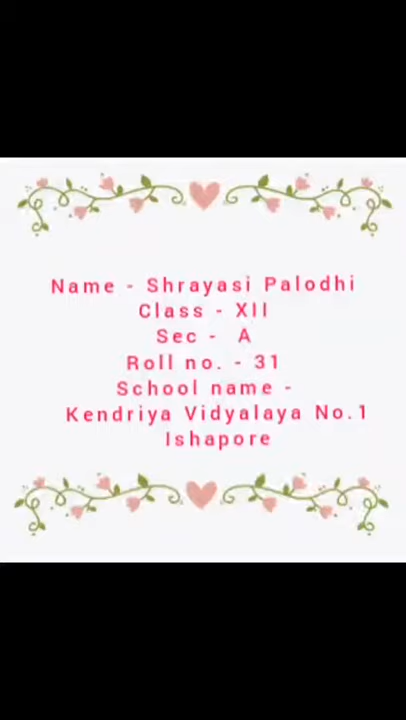 Name - Shrayasi Palodhi
Class - XII
Sec - A
Roll no. - 31
School name -
Kendriya Vidyalaya No.1
Ishapore